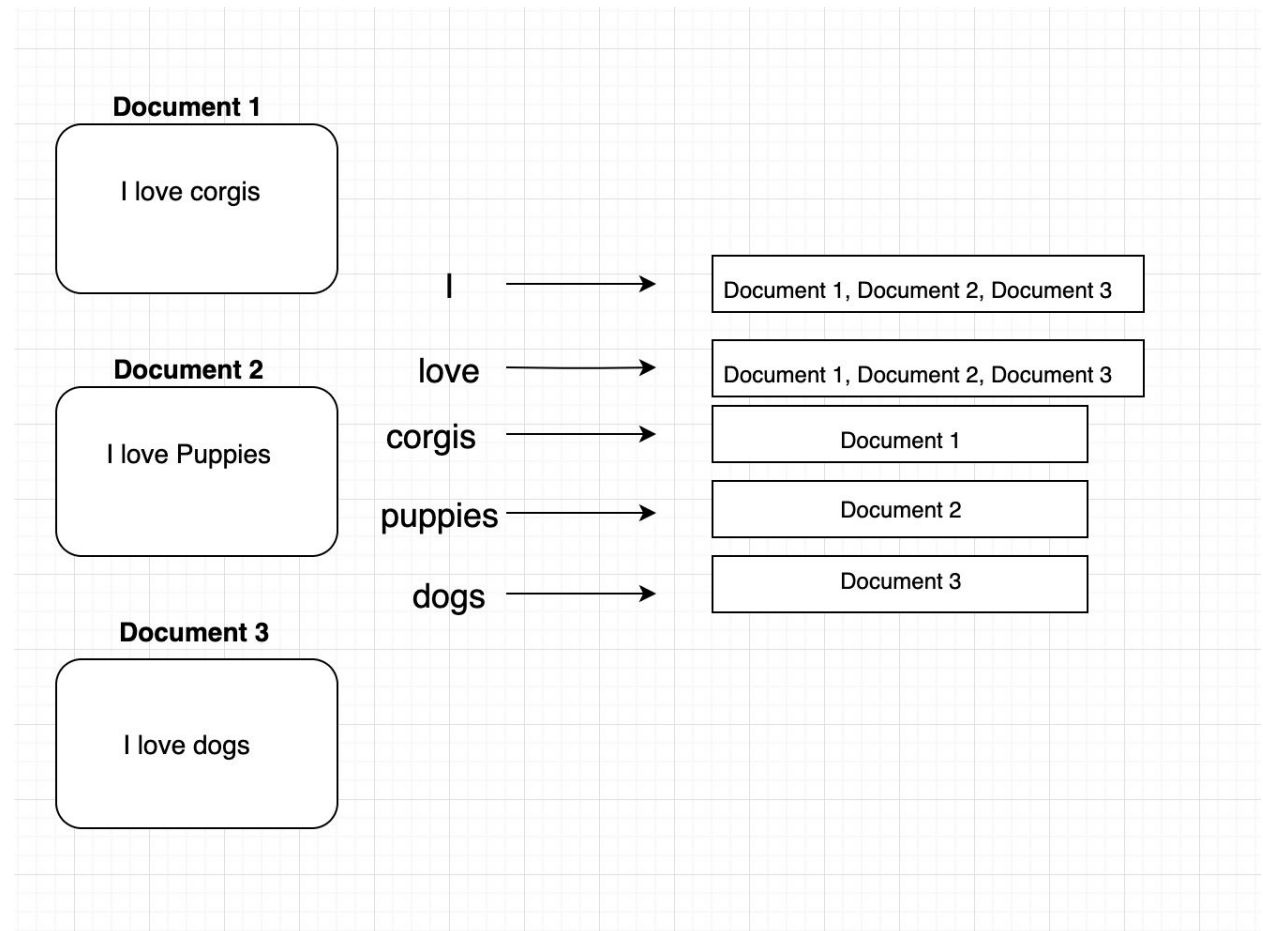 Document 1
I love corgis
Document 2
I love Puppies
Document 3
I love dogs
I
Document 1, Document 2, Document 3
love
Document 1, Document 2, Document 3
corgis
Document 1
puppies
Document 2
dogs
Document 3